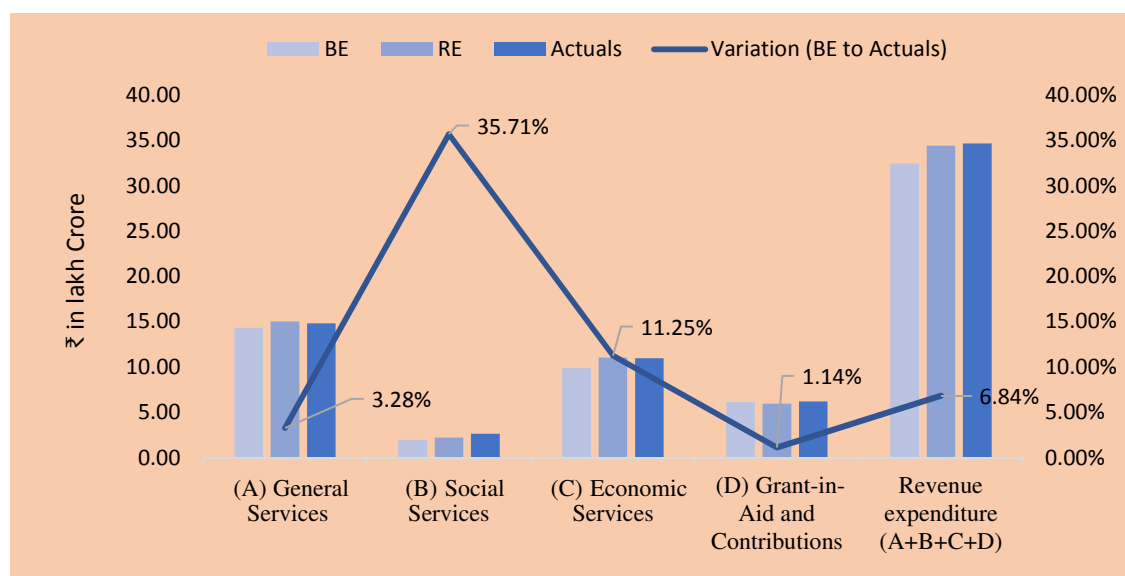 BE RE Actuals Variation (BE to Actuals)
40.00
35.00
30.00
25.00
20.00
15.00
10.00
5.00
0.00
₹ in lakh Crore
40.00%
35.00%
30.00%
25.00%
20.00%
15.00%
10.00%
5.00%
0.00%
3.28%
35.71%
11.25%
1.14%
6.84%
(A) General
Services
(B) Social
Services
(C) Economic
Services
(D) Grant-in-
Aid and
Contributions
Revenue
expenditure
(A+B+C+D)